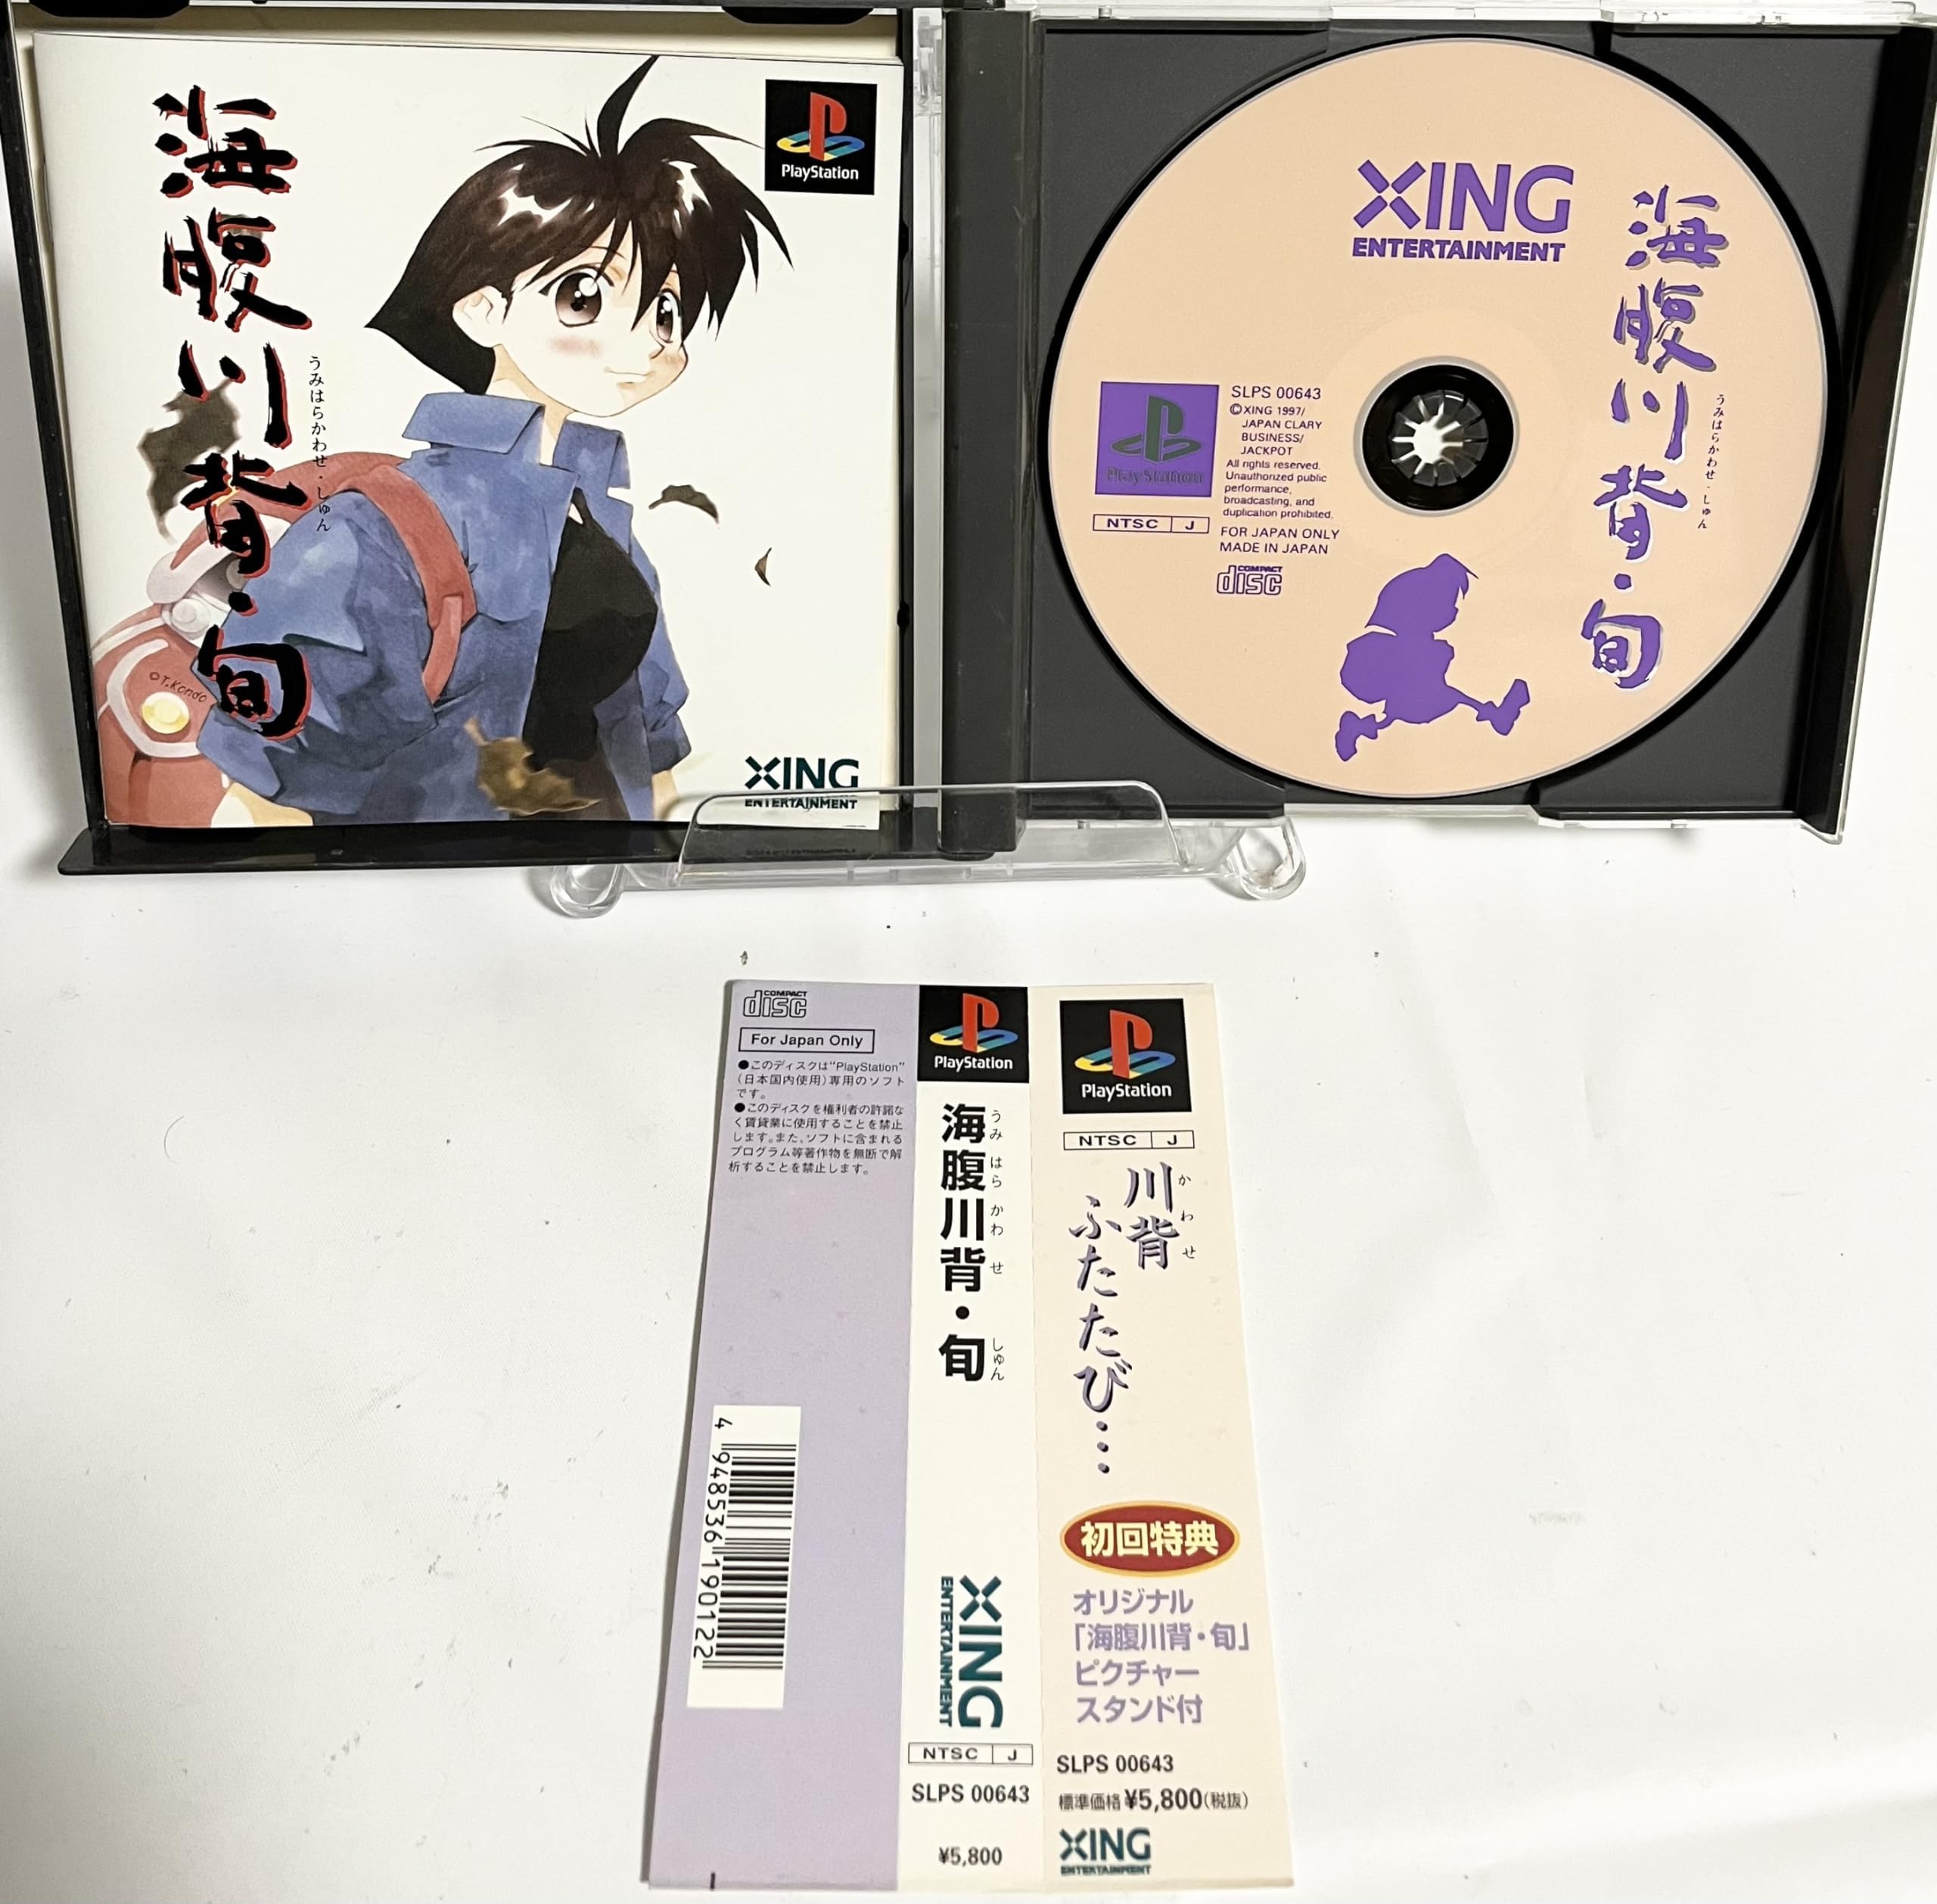 海腹川背・旬
うみはらかわせ・しゅん
PlayStation
©T.Kondo
XING
ENTERTAINMENT
XING
ENTERTAINMENT
海腹川背・旬
うみはらかわせ・しゅん
PlayStation
NTSC J
SLPS 00643
©XING 1997/
JAPAN CLARY
BUSINESS/
JACKPOT
All rights reserved.
Unauthorized public
performance,
broadcasting, and
duplication prohibited.
FOR JAPAN ONLY
MADE IN JAPAN
COMPACT
disc
COMPACT
disc
For Japan Only
●このディスクは"PlayStation"
(日本国内使用)専用のソフト
です。
●このディスクを権利者の許諾な
く賃貸業に使用することを禁止
します。また、ソフトに含まれる
プログラム等著作物を無断で解
析することを禁止します。
4 948536 190122
PlayStation
海腹川背・旬
うみ はら かわ せ しゅん
XING
ENTERTAINMENT
NTSC J
SLPS 00643
¥5,800
PlayStation
NTSC J
川背
かわせ
ふたたび…
初回特典
オリジナル
「海腹川背・旬」
ピクチャー
スタンド付
SLPS 00643
標準価格¥5,800(税抜)
XING
ENTERTAINMENT